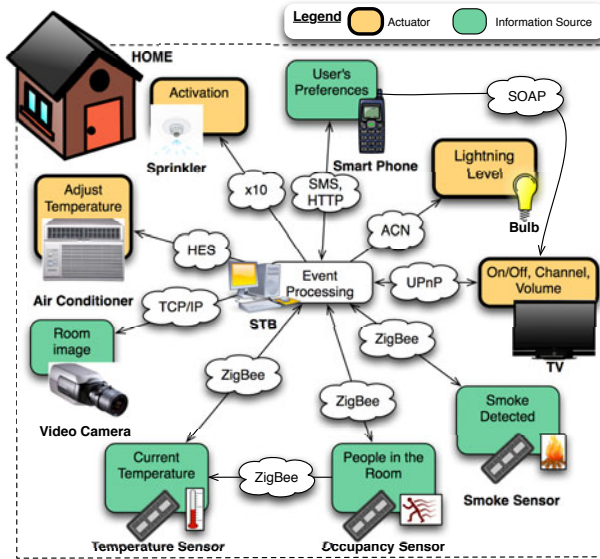 Legend
Actuator
Information Source
HOME
Activation
Sprinkler
User's
Preferences
Smart Phone
SOAP
Lightning
Level
Bulb
Adjust
Temperature
Air Conditioner
x10
SMS,
HTTP
ACN
HES
Event
Processing
STB
UPnP
On/Off, Channel,
Volume
TV
TCP/IP
Room
image
Video Camera
ZigBee
ZigBee
ZigBee
Smoke
Detected
Smoke Sensor
Current
Temperature
Temperature Sensor
ZigBee
People in the
Room
Occupancy Sensor